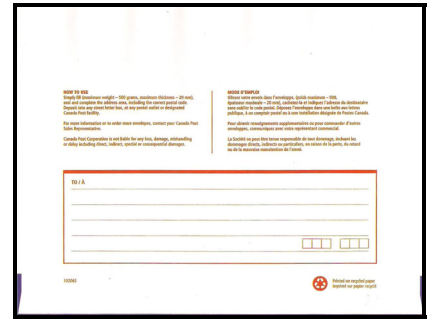 HOW TO USE
Simply fill (maximum weight – 500 grams, maximum thickness – 20 mm),
seal and complete the address area, including the correct postal code.
Deposit into any street letter box, at any postal outlet or designated
Canada Post facility.
For more information or to order more envelopes, contact your Canada Post
Sales Representative.
Canada Post Corporation is not liable for any loss, damage, mishandling
or delay including direct, indirect, special or consequential damages.
MODE D'EMPLOI
Glissez votre envoi dans l'enveloppe, (poids maximum – 500,
épaisseur maximale – 20 mm), cachetez-la et indiquez l'adresse du destinataire
sans oublier le code postal. Déposez l'enveloppe dans une boîte aux lettres
publique, à un comptoir postal ou à une installation désignée de Postes Canada.
Pour obtenir renseignements supplémentaires ou pour commander d'autres
enveloppes, communiquez avec votre représentant commercial.
La Société ne peut être tenue responsable de tout dommage, incluant les
dommages directs, indirects ou particuliers, en raison de la perte, du retard
ou de la mauvaise manutention de l'envoi.
TO / À
Printed on recycled paper
Imprimé sur papier recyclé